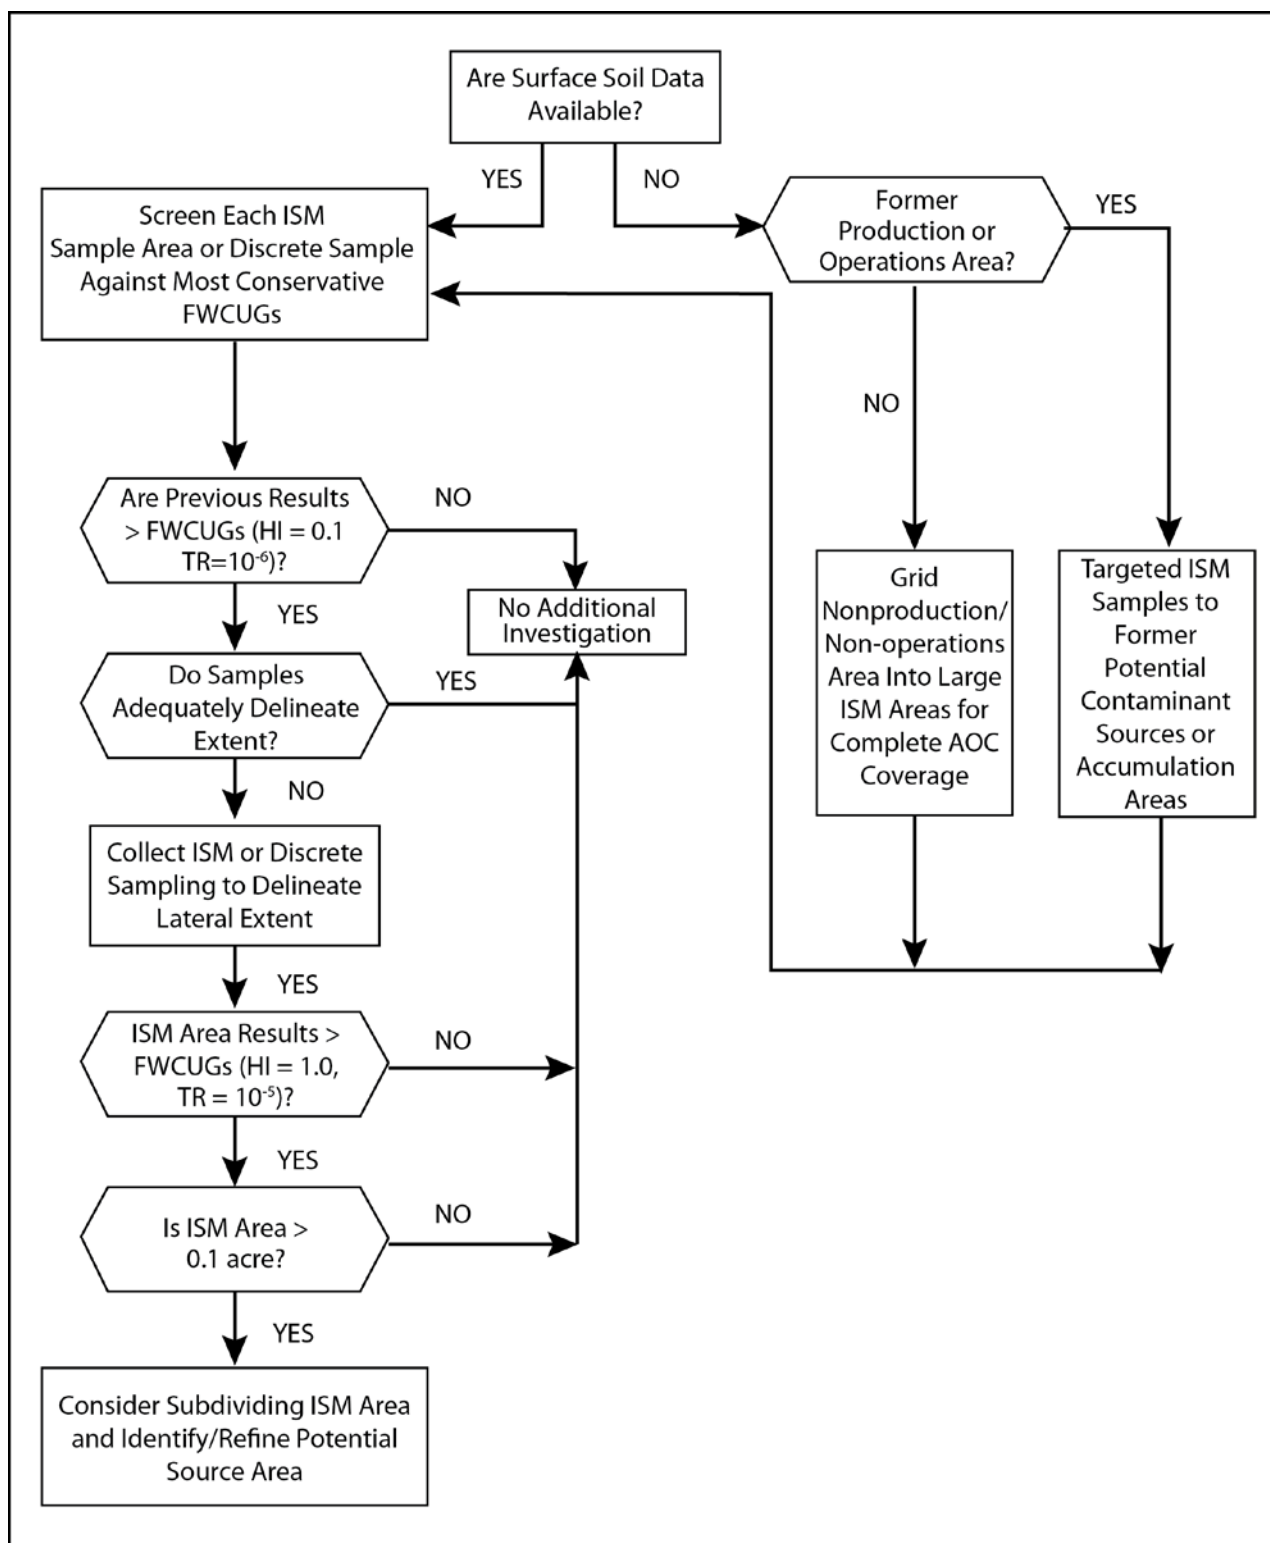 Are Surface Soil Data
Available?
YES
NO
Screen Each ISM
Sample Area or Discrete Sample
Against Most Conservative
FWCUGs
Former
Production or
Operations Area?
YES
NO
Are Previous Results
> FWCUGs (HI = 0.1
TR=10⁻⁶)?
NO
YES
No Additional
Investigation
Grid
Nonproduction/
Non-operations
Area Into Large
ISM Areas for
Complete AOC
Coverage
Targeted ISM
Samples to
Former
Potential
Contaminant
Sources or
Accumulation
Areas
Do Samples
Adequately Delineate
Extent?
YES
NO
Collect ISM or Discrete
Sampling to Delineate
Lateral Extent
YES
ISM Area Results >
FWCUGs (HI = 1.0,
TR = 10⁻⁵)?
NO
YES
Is ISM Area >
0.1 acre?
NO
YES
Consider Subdividing ISM Area
and Identify/Refine Potential
Source Area